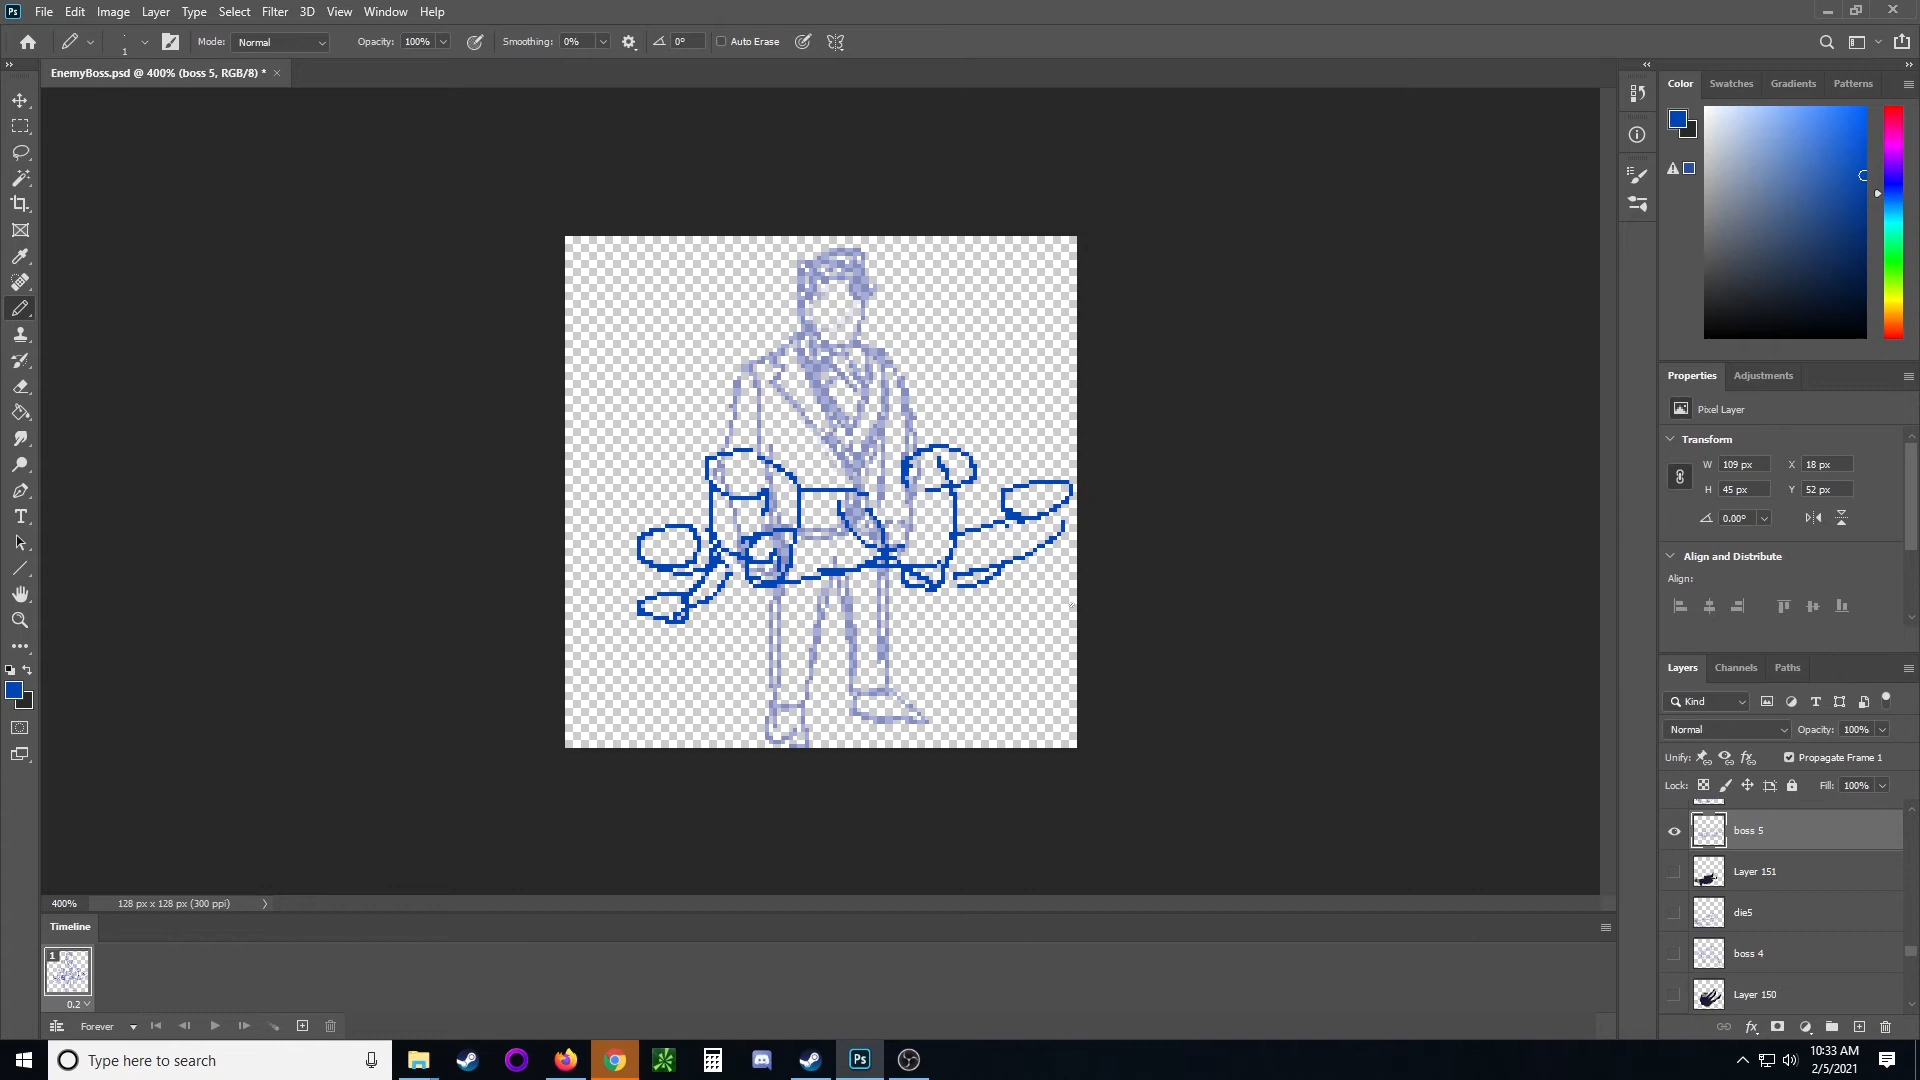 Ps File Edit Image Layer Type Select Filter 3D View Window Help
1 Mode: Normal Opacity: 100% Smoothing: 0% 0° Auto Erase
EnemyBoss.psd @ 400% (boss 5, RGB/8) * ×
Color Swatches Gradients Patterns
Properties Adjustments
Pixel Layer
Transform
W 109 px X 18 px
H 45 px Y 52 px
0.00°
Align and Distribute
Align:
Layers Channels Paths
Kind
Normal Opacity: 100%
Unify: Propagate Frame 1
Lock: Fill: 100%
boss 5
Layer 151
die5
boss 4
Layer 150
400% 128 px x 128 px (300 ppi)
Timeline
1
0.2
Forever
Type here to search
Ps
10:33 AM
2/5/2021